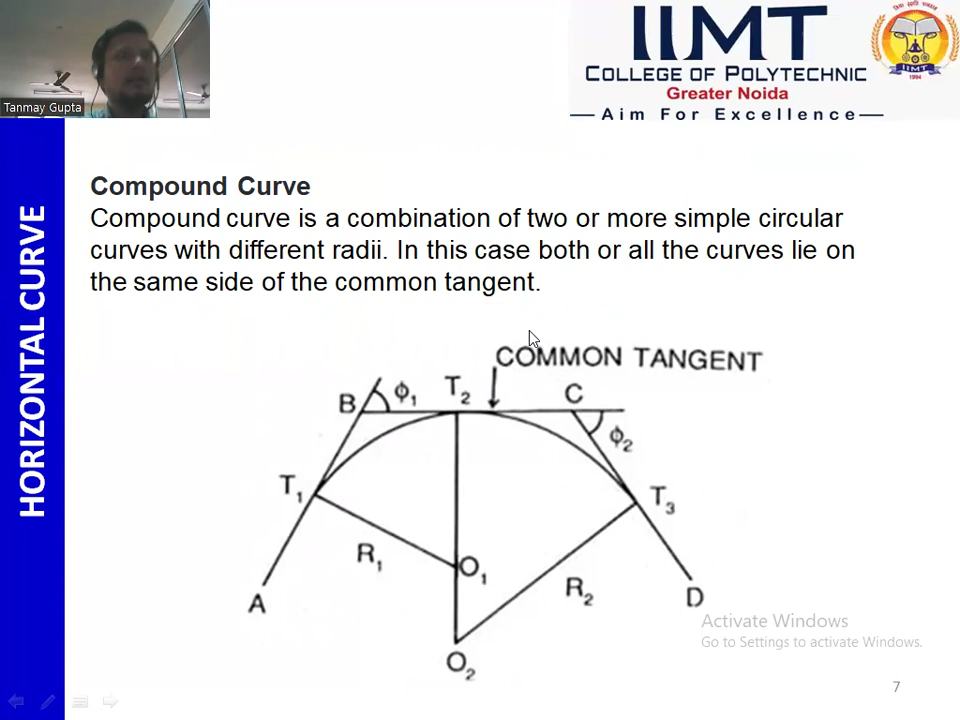 Tanmay Gupta
IIMT
COLLEGE OF POLYTECHNIC
Greater Noida
Aim For Excellence
IIMT
1994
HORIZONTAL CURVE
Compound Curve
Compound curve is a combination of two or more simple circular
curves with different radii. In this case both or all the curves lie on
the same side of the common tangent.
COMMON TANGENT
B ϕ₁ T₂ C
ϕ₂
T₁ T₃
R₁ O₁ R₂
A D
O₂
Activate Windows
Go to Settings to activate Windows.
7